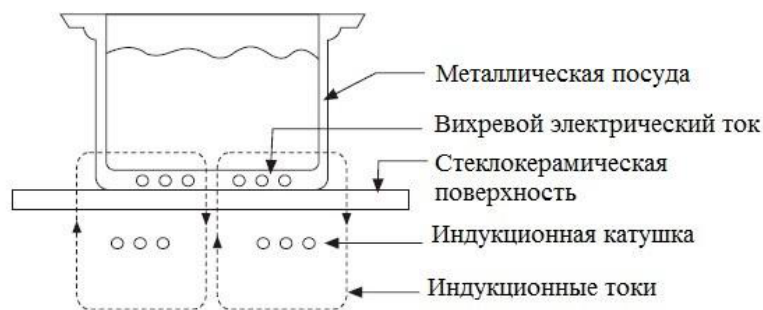 Металлическая посуда
Вихревой электрический ток
Стеклокерамическая
поверхность
Индукционная катушка
Индукционные токи